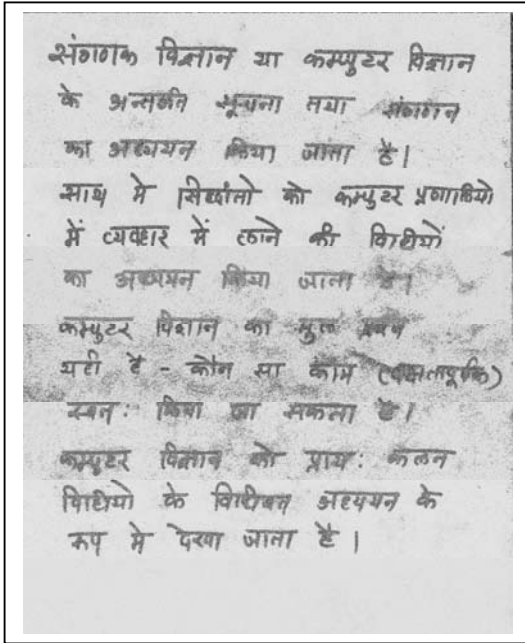 संगणक विज्ञान या कम्प्युटर विज्ञान
के अन्तर्गत सूचना तथा संगणन
का अध्ययन किया जाता है।
साथ मे सिध्दांतो को कम्प्युटर प्रणालियो
में व्यवहार में लाने की विधियों
का अध्ययन किया जाता है।
कम्प्युटर विज्ञान का मुल प्रश्न
यही है - कौन सा काम (दक्षतापूर्वक)
स्वत: किया जा सकता है।
कम्प्युटर विज्ञान को प्राय: कलन
विधियो के विधिवत अध्ययन के
रूप मे देखा जाता है।